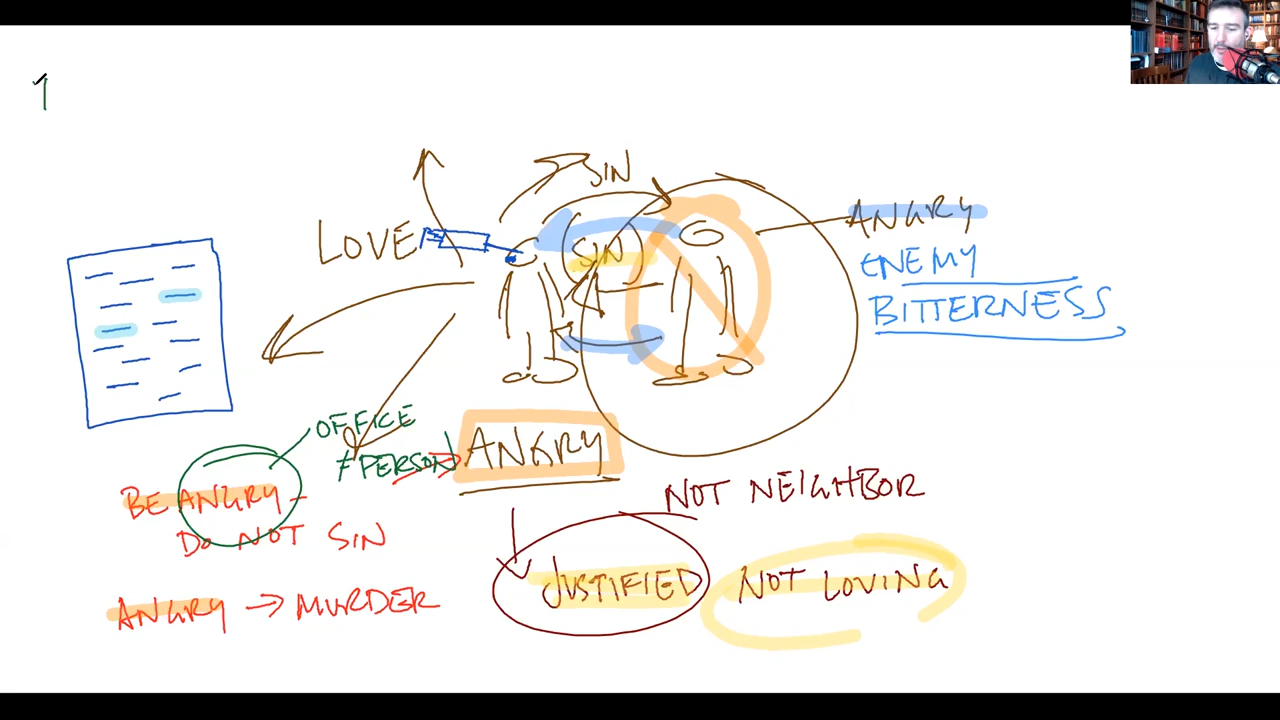 1
SIN
LOVE
SIN
ANGRY
ENEMY
BITTERNESS
OFFICE
≠ PERSON
ANGRY
BE ANGRY -
DO NOT SIN
ANGRY → MURDER
NOT NEIGHBOR
JUSTIFIED
NOT LOVING